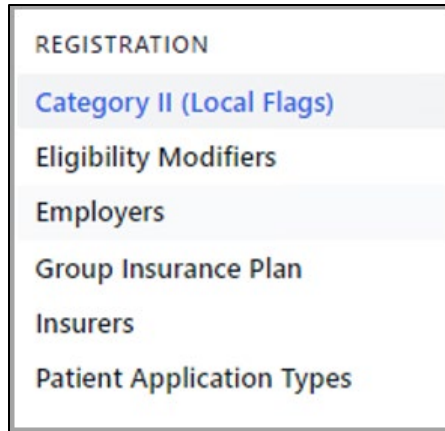 REGISTRATION
Category II (Local Flags)
Eligibility Modifiers
Employers
Group Insurance Plan
Insurers
Patient Application Types